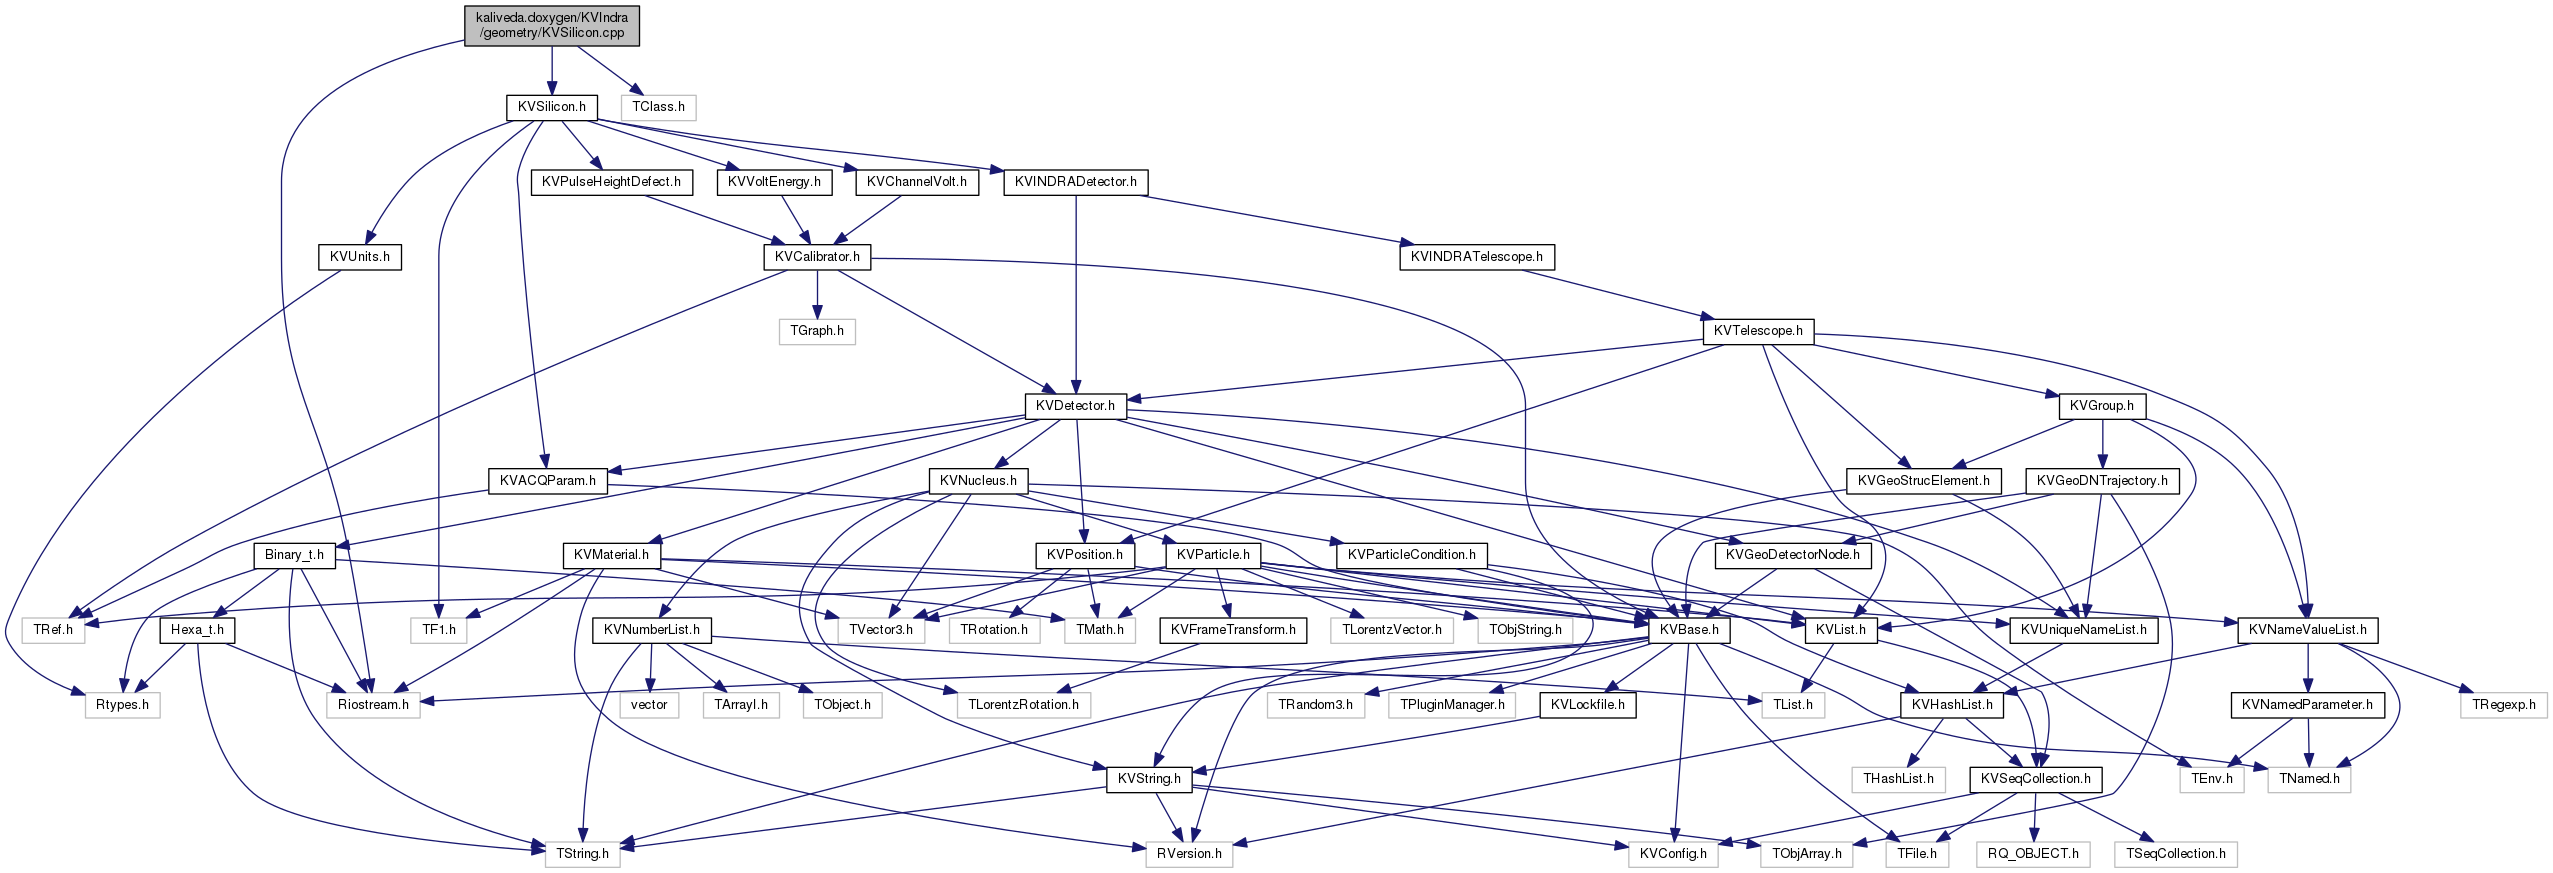 kaliveda.doxygen/KVIndra
/geometry/KVSilicon.cpp
KVSilicon.h
TClass.h
KVPulseHeightDefect.h
KVVoltEnergy.h
KVChannelVolt.h
KVINDRADetector.h
KVUnits.h
KVCalibrator.h
KVINDRATelescope.h
TGraph.h
KVTelescope.h
KVDetector.h
KVGroup.h
KVACQParam.h
KVNucleus.h
KVGeoStrucElement.h
KVGeoDNTrajectory.h
Binary_t.h
KVMaterial.h
KVPosition.h
KVParticle.h
KVParticleCondition.h
KVGeoDetectorNode.h
TRef.h
Hexa_t.h
TF1.h
KVNumberList.h
TVector3.h
TRotation.h
TMath.h
KVFrameTransform.h
TLorentzVector.h
TObjString.h
KVBase.h
KVList.h
KVUniqueNameList.h
KVNameValueList.h
Rtypes.h
Riostream.h
vector
TArrayI.h
TObject.h
TLorentzRotation.h
TRandom3.h
TPluginManager.h
KVLockfile.h
TList.h
KVHashList.h
KVNamedParameter.h
TRegexp.h
KVString.h
THashList.h
KVSeqCollection.h
TEnv.h
TNamed.h
TString.h
RVersion.h
KVConfig.h
TObjArray.h
TFile.h
RQ_OBJECT.h
TSeqCollection.h